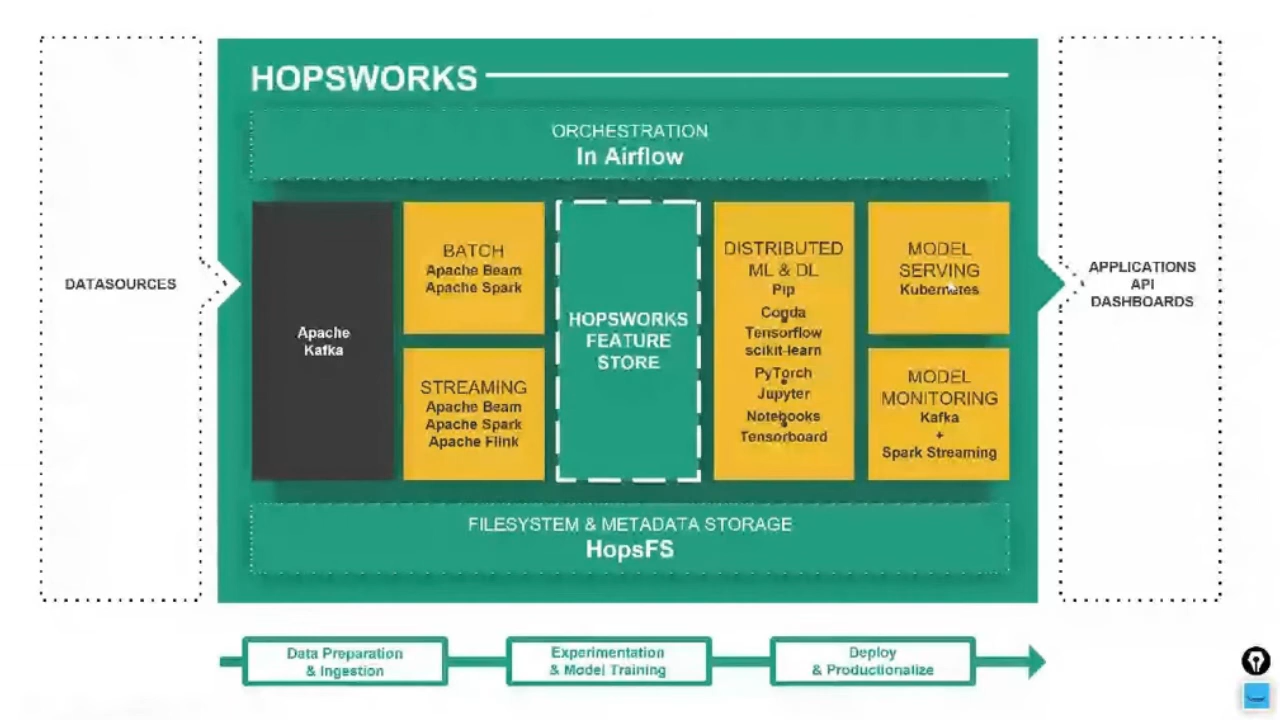 HOPSWORKS
ORCHESTRATION
In Airflow
DATASOURCES
Apache
Kafka
BATCH
Apache Beam
Apache Spark
STREAMING
Apache Beam
Apache Spark
Apache Flink
HOPSWORKS
FEATURE
STORE
DISTRIBUTED
ML & DL
Pip
Conda
Tensorflow
scikit-learn
PyTorch
Jupyter
Notebooks
Tensorboard
MODEL
SERVING
Kubernetes
MODEL
MONITORING
Kafka
+
Spark Streaming
APPLICATIONS
API
DASHBOARDS
FILESYSTEM & METADATA STORAGE
HopsFS
Data Preparation
& Ingestion
Experimentation
& Model Training
Deploy
& Productionalize